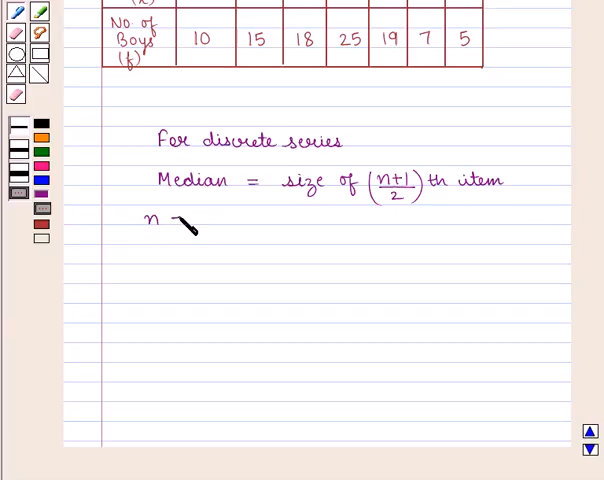 (x)
No. of Boys (f) 10 15 18 25 19 7 5
For discrete series
Median = size of (n+1/2) th item
n